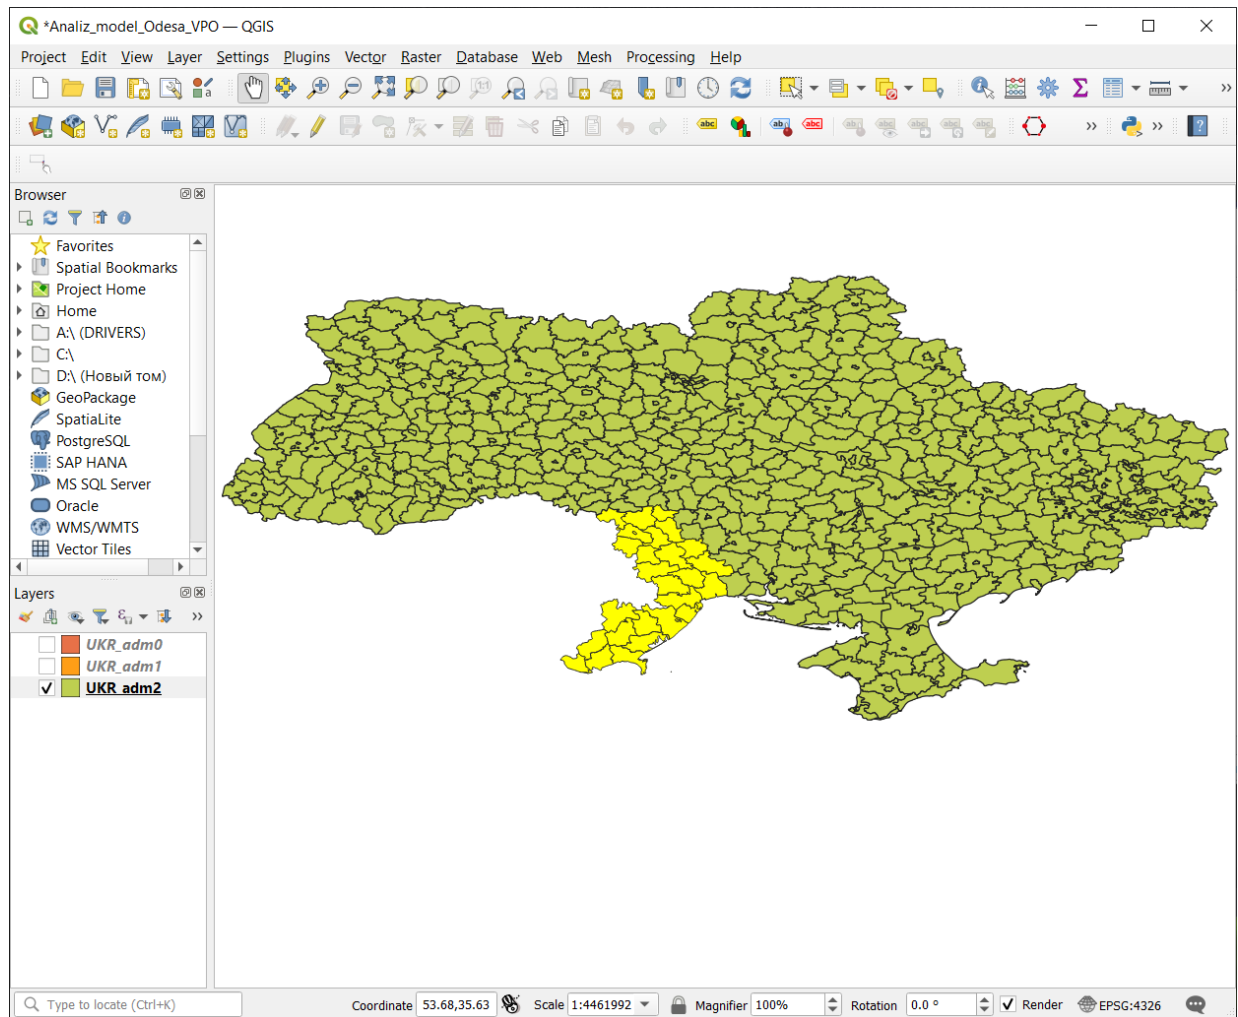 *Analiz_model_Odesa_VPO — QGIS
Project Edit View Layer Settings Plugins Vector Raster Database Web Mesh Processing Help
Browser
Favorites
Spatial Bookmarks
Project Home
Home
A:\ (DRIVERS)
C:\
D:\ (Новый том)
GeoPackage
SpatiaLite
PostgreSQL
SAP HANA
MS SQL Server
Oracle
WMS/WMTS
Vector Tiles
Layers
UKR_adm0
UKR_adm1
UKR_adm2
Type to locate (Ctrl+K) Coordinate 53.68,35.63 Scale 1:4461992 Magnifier 100% Rotation 0.0 ° Render EPSG:4326